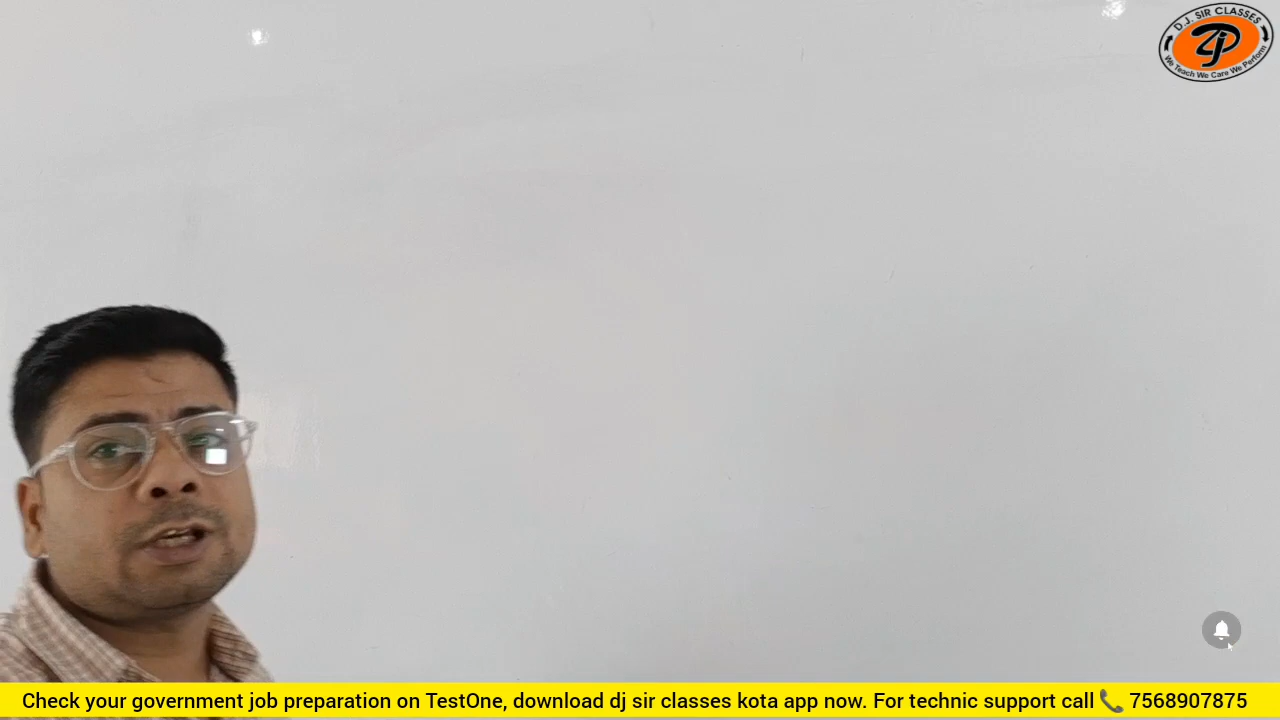 D.J. SIR CLASSES
We Teach We Care We Perform
Check your government job preparation on TestOne, download dj sir classes kota app now. For technic support call 7568907875